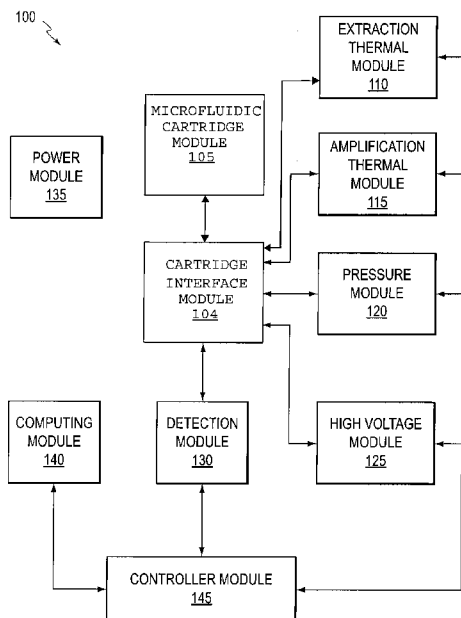 100
EXTRACTION
THERMAL
MODULE
110
MICROFLUIDIC
CARTRIDGE
MODULE
105
POWER
MODULE
135
AMPLIFICATION
THERMAL
MODULE
115
CARTRIDGE
INTERFACE
MODULE
104
PRESSURE
MODULE
120
COMPUTING
MODULE
140
DETECTION
MODULE
130
HIGH VOLTAGE
MODULE
125
CONTROLLER MODULE
145